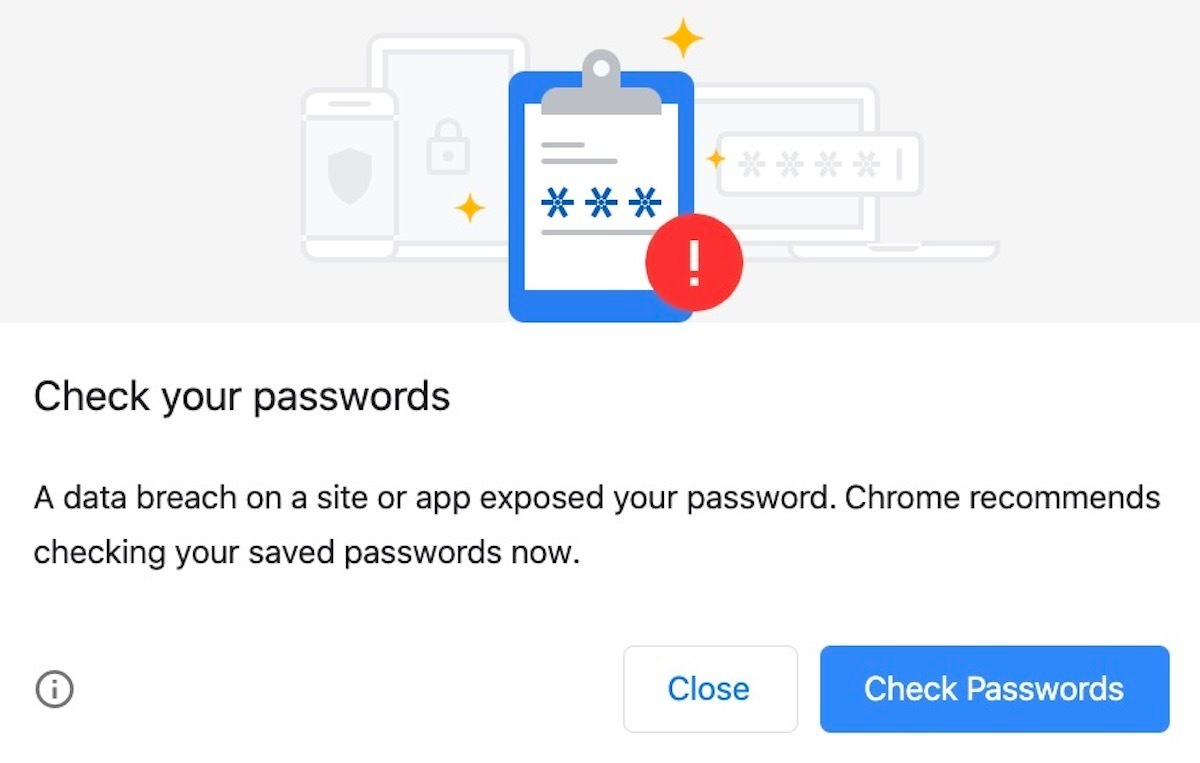 Check your passwords
A data breach on a site or app exposed your password. Chrome recommends
checking your saved passwords now.
Close
Check Passwords